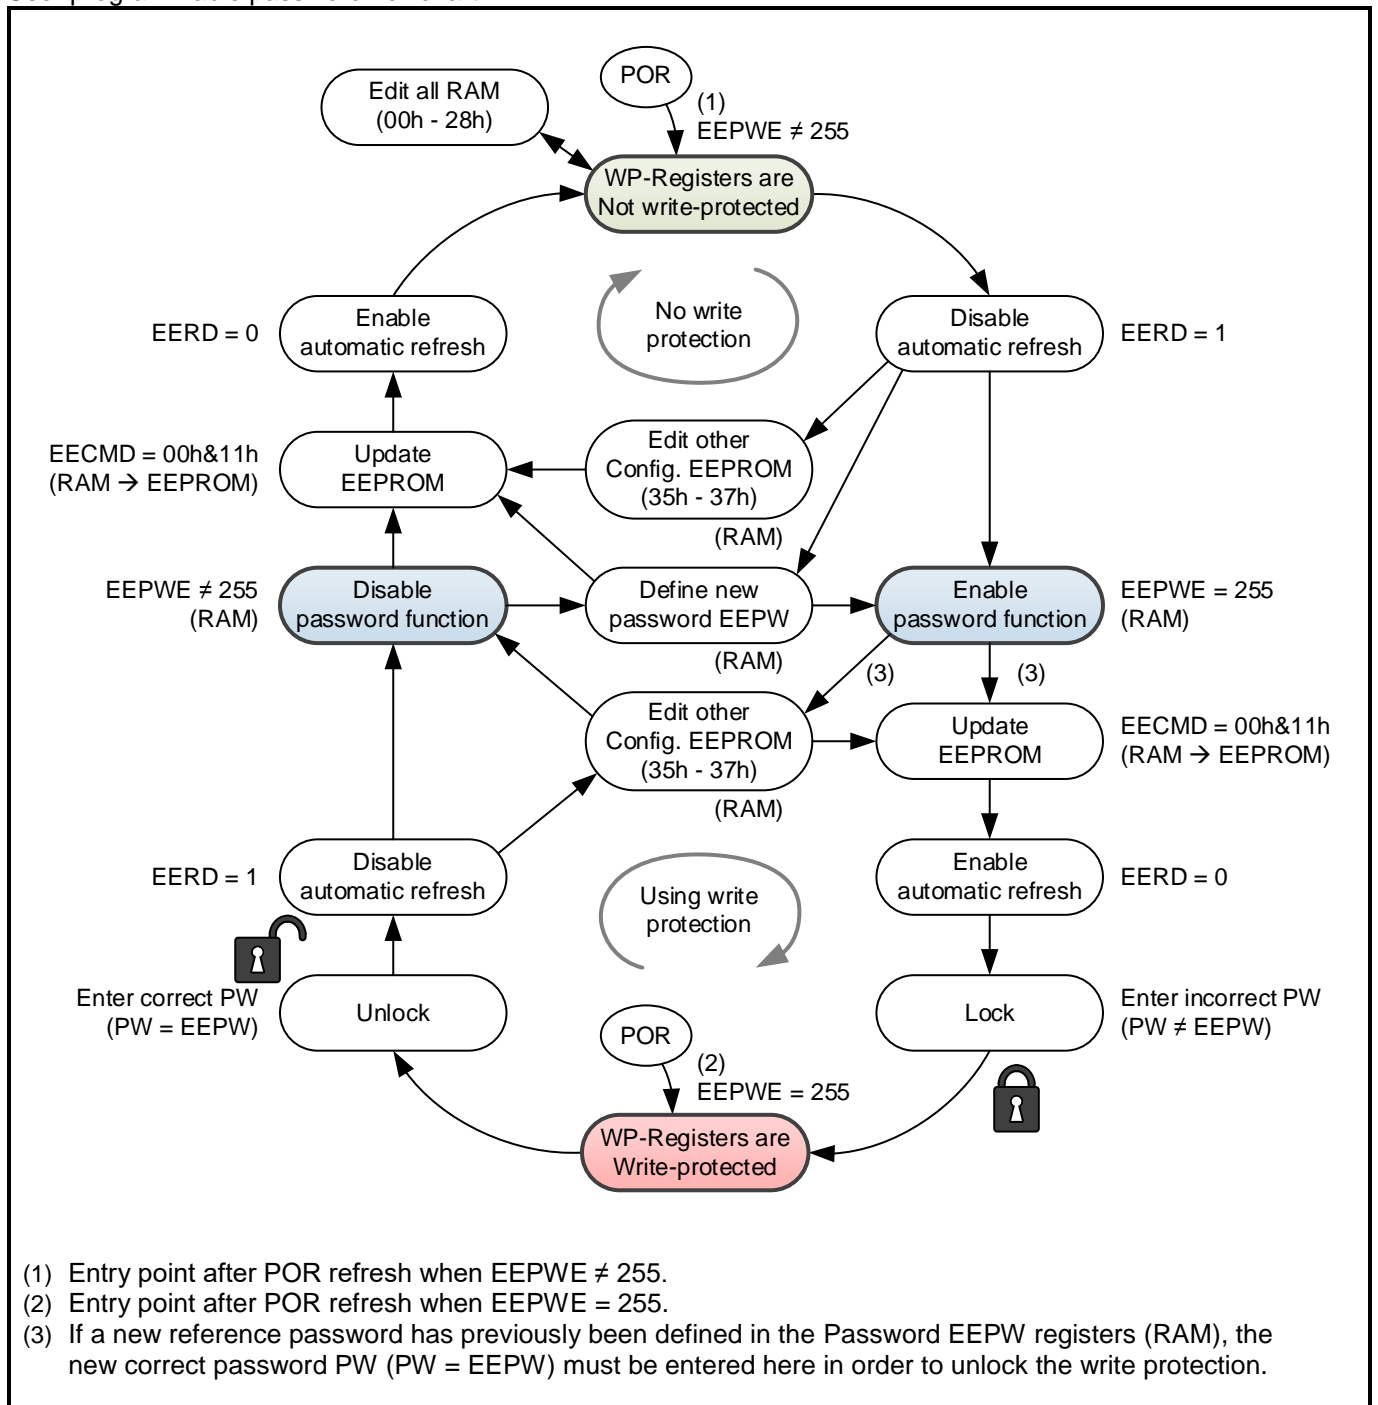 POR
Edit all RAM
(00h - 28h)
(1)
EEPWE ≠ 255
WP-Registers are
Not write-protected
EERD = 0
Enable
automatic refresh
No write
protection
Disable
automatic refresh
EERD = 1
EECMD = 00h&11h
(RAM → EEPROM)
Update
EEPROM
Edit other
Config. EEPROM
(35h - 37h)
(RAM)
EEPWE ≠ 255
(RAM)
Disable
password function
Define new
password EEPW
(RAM)
Enable
password function
EEPWE = 255
(RAM)
(3)
(3)
Edit other
Config. EEPROM
(35h - 37h)
(RAM)
Update
EEPROM
EECMD = 00h&11h
(RAM → EEPROM)
EERD = 1
Disable
automatic refresh
Using write
protection
Enable
automatic refresh
EERD = 0
Enter correct PW
(PW = EEPW)
Unlock
Lock
Enter incorrect PW
(PW ≠ EEPW)
POR
(2)
EEPWE = 255
WP-Registers are
Write-protected
(1) Entry point after POR refresh when EEPWE ≠ 255.
(2) Entry point after POR refresh when EEPWE = 255.
(3) If a new reference password has previously been defined in the Password EEPW registers (RAM), the
new correct password PW (PW = EEPW) must be entered here in order to unlock the write protection.